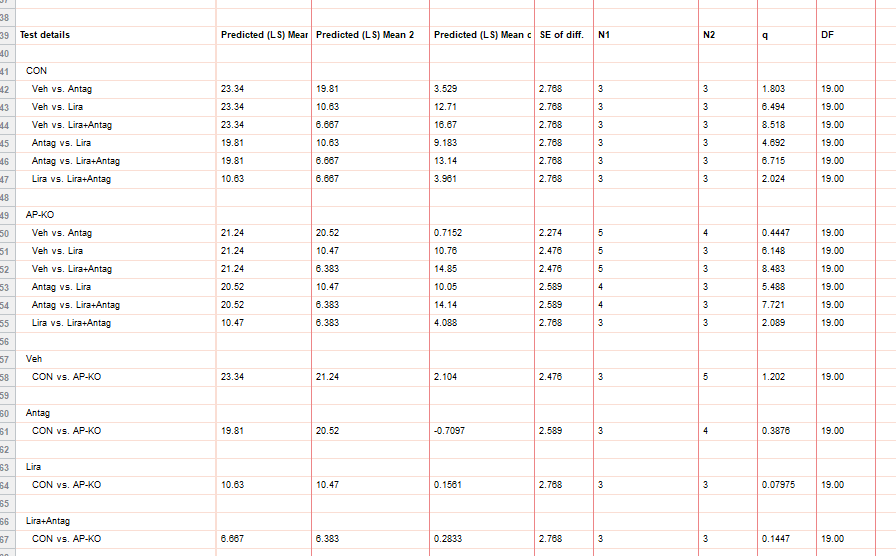 38
39 Test details Predicted (LS) Mear Predicted (LS) Mean 2 Predicted (LS) Mean c SE of diff. N1 N2 q DF
40
41 CON
42 Veh vs. Antag 23.34 19.81 3.529 2.768 3 3 1.803 19.00
43 Veh vs. Lira 23.34 10.63 12.71 2.768 3 3 6.494 19.00
44 Veh vs. Lira+Antag 23.34 6.667 16.67 2.768 3 3 8.518 19.00
45 Antag vs. Lira 19.81 10.63 9.183 2.768 3 3 4.692 19.00
46 Antag vs. Lira+Antag 19.81 6.667 13.14 2.768 3 3 6.715 19.00
47 Lira vs. Lira+Antag 10.63 6.667 3.961 2.768 3 3 2.024 19.00
48
49 AP-KO
50 Veh vs. Antag 21.24 20.52 0.7152 2.274 5 4 0.4447 19.00
51 Veh vs. Lira 21.24 10.47 10.76 2.476 5 3 6.148 19.00
52 Veh vs. Lira+Antag 21.24 6.383 14.85 2.476 5 3 8.483 19.00
53 Antag vs. Lira 20.52 10.47 10.05 2.589 4 3 5.488 19.00
54 Antag vs. Lira+Antag 20.52 6.383 14.14 2.589 4 3 7.721 19.00
55 Lira vs. Lira+Antag 10.47 6.383 4.088 2.768 3 3 2.089 19.00
56
57 Veh
58 CON vs. AP-KO 23.34 21.24 2.104 2.476 3 5 1.202 19.00
59
60 Antag
61 CON vs. AP-KO 19.81 20.52 -0.7097 2.589 3 4 0.3876 19.00
62
63 Lira
64 CON vs. AP-KO 10.63 10.47 0.1561 2.768 3 3 0.07975 19.00
65
66 Lira+Antag
67 CON vs. AP-KO 6.667 6.383 0.2833 2.768 3 3 0.1447 19.00